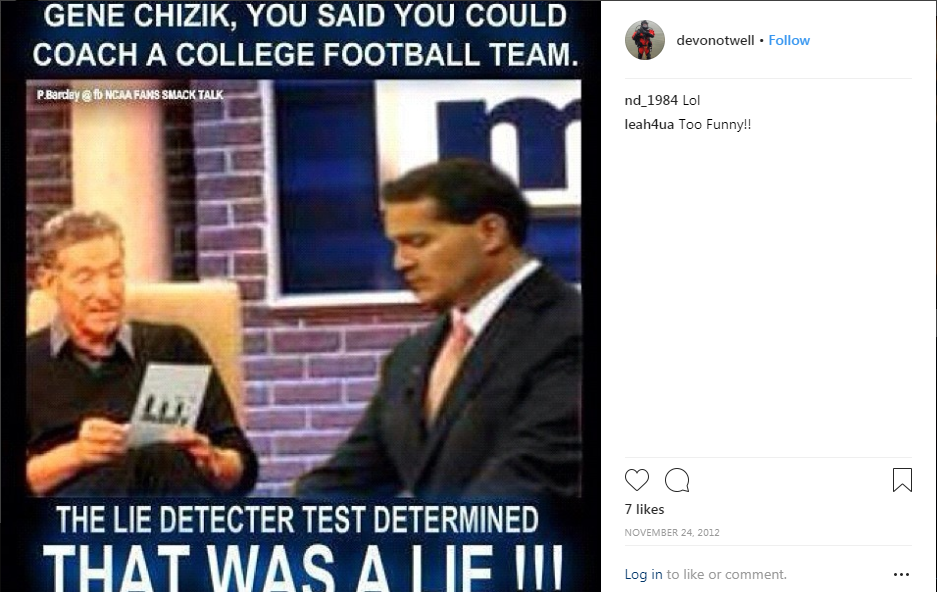 GENE CHIZIK, YOU SAID YOU COULD
COACH A COLLEGE FOOTBALL TEAM.
P.Barclay @ fb NCAA FANS SMACK TALK
m
THE LIE DETECTER TEST DETERMINED
THAT WAS A LIE !!!
devonotwell • Follow
nd_1984 Lol
leah4ua Too Funny!!
7 likes
NOVEMBER 24, 2012
Log in to like or comment.